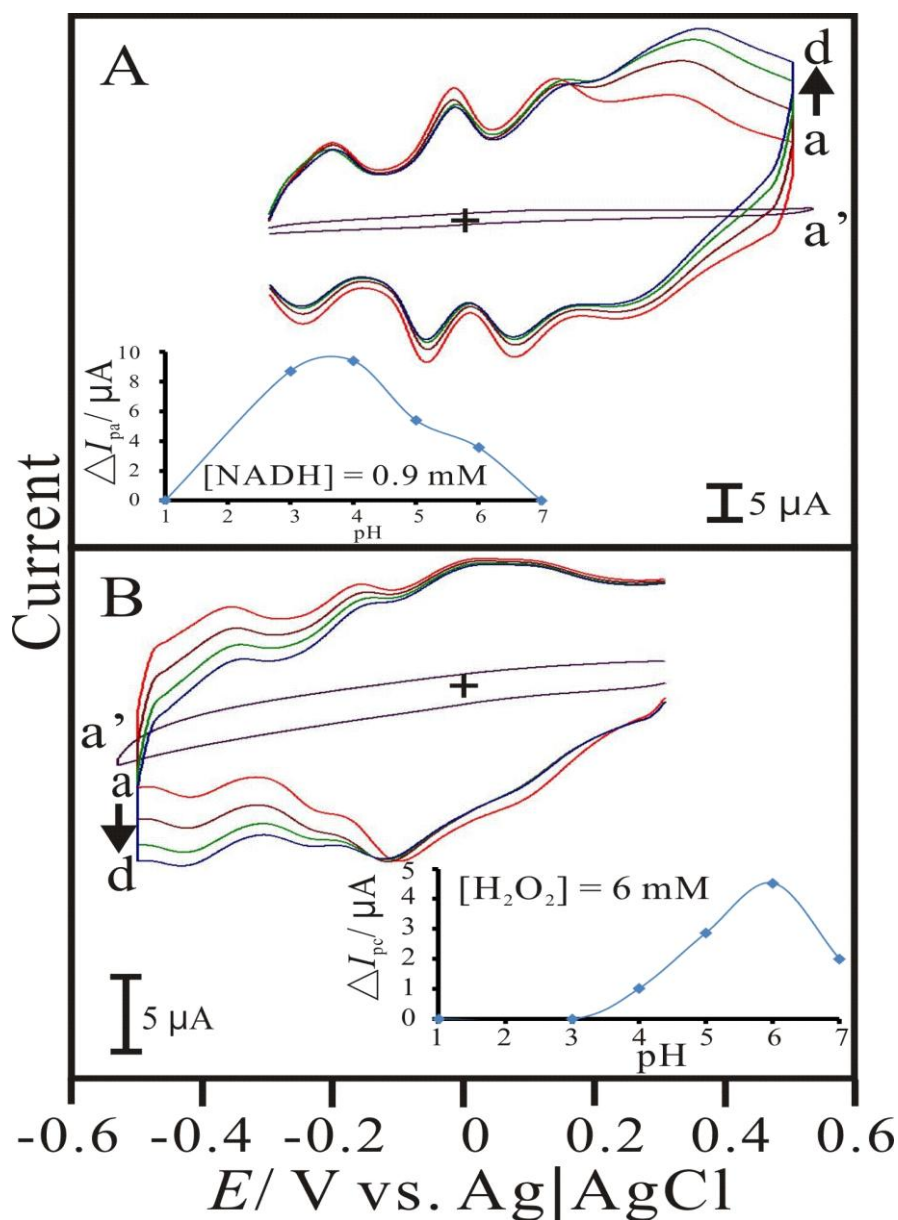 Current
A
d
a
a’
△Ipa/ µA
10
8
6
4
2
0
[NADH] = 0.9 mM
1 2 3 4 5 6 7
pH
5 µA
B
a’
a
d
△Ipc/ µA
5
4
3
2
1
0
[H₂O₂] = 6 mM
1 2 3 4 5 6 7
pH
5 µA
-0.6 -0.4 -0.2 0 0.2 0.4 0.6
E/ V vs. Ag|AgCl